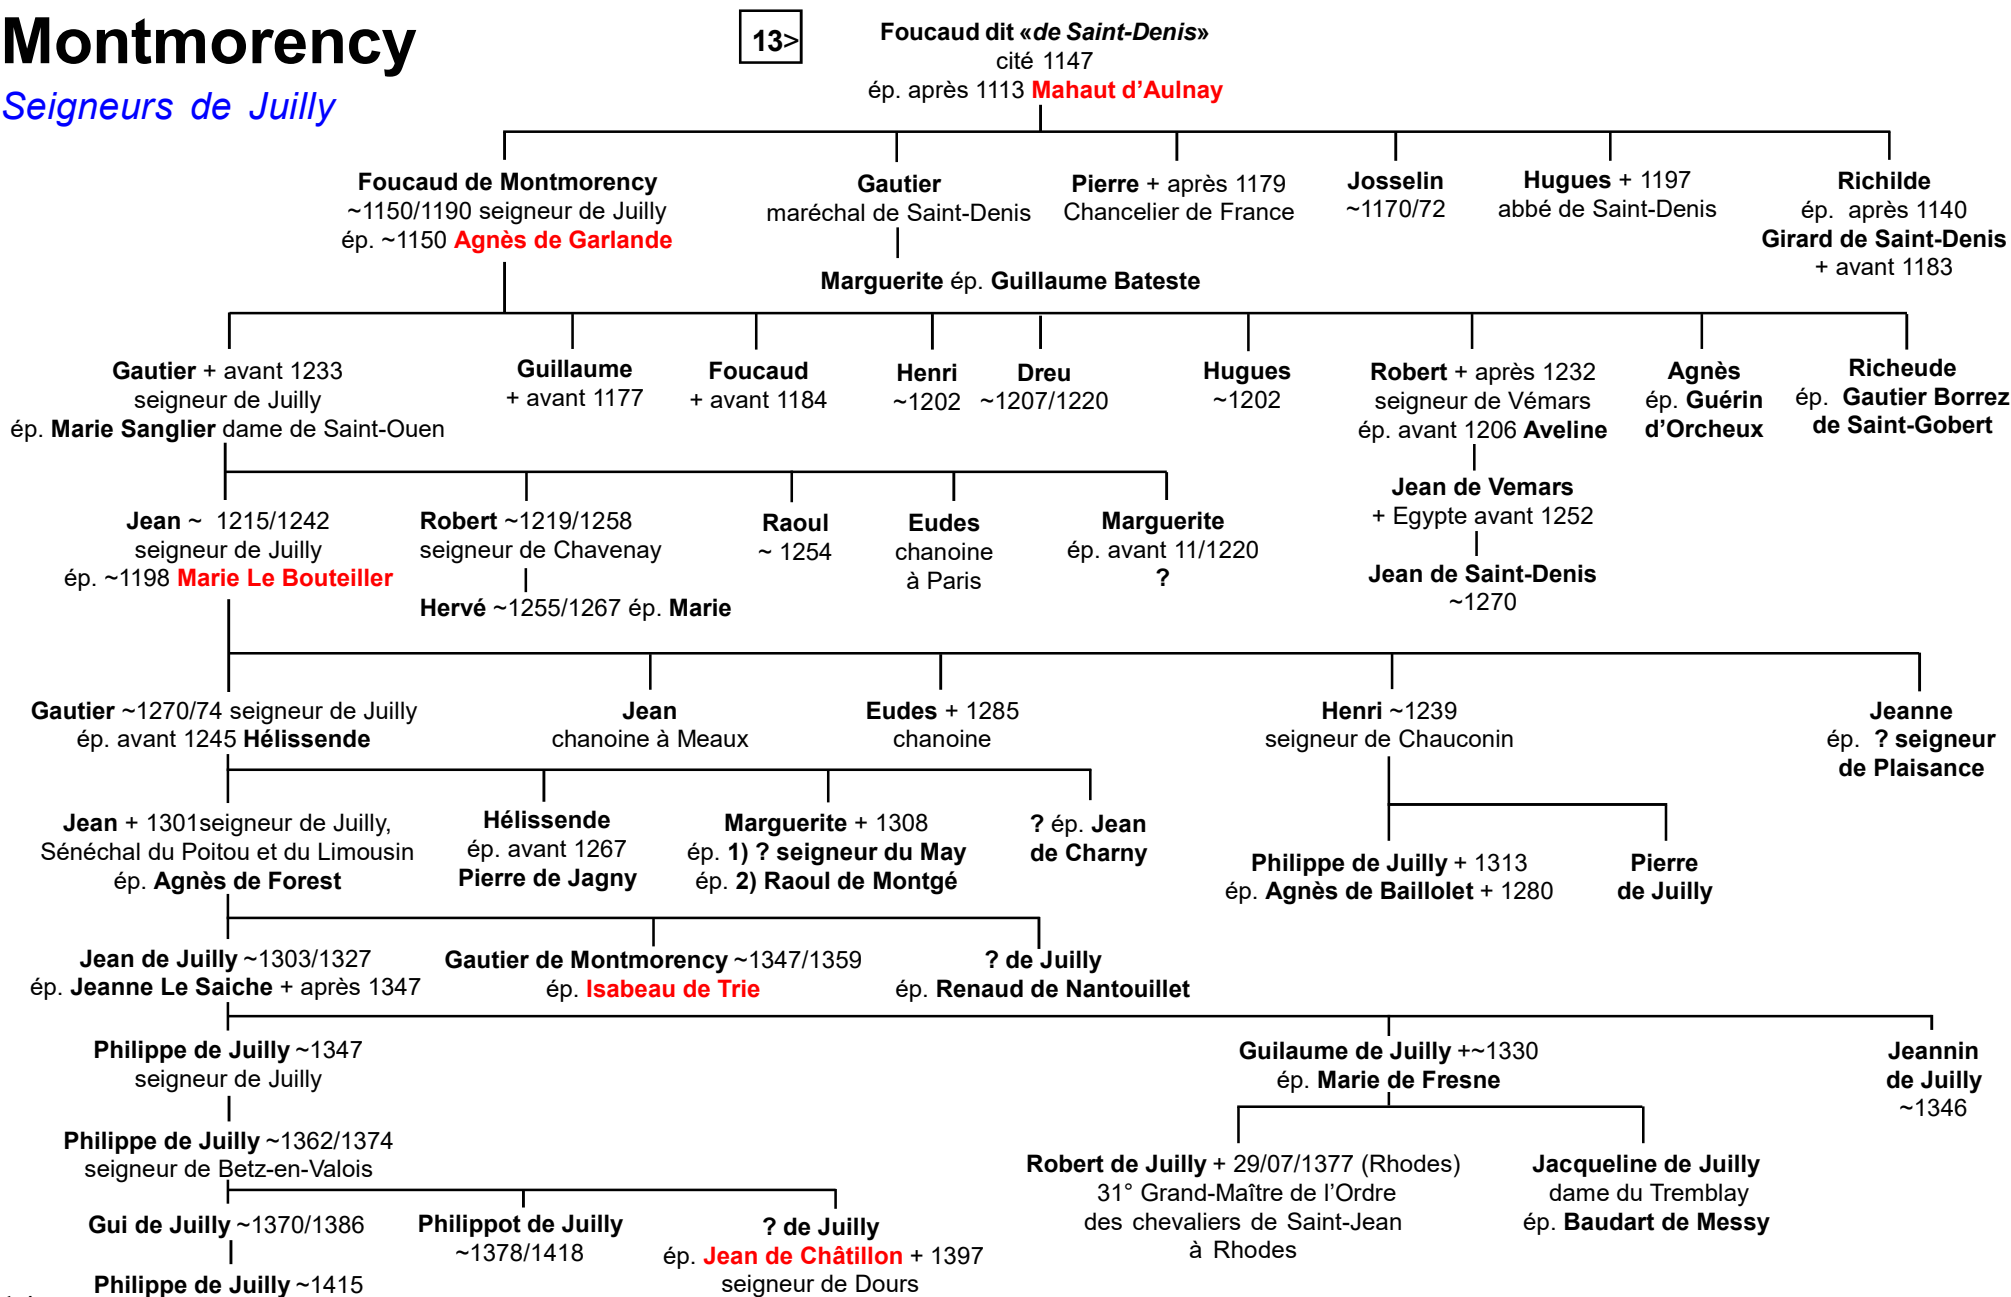 Montmorency
Seigneurs de Juilly
13>
Foucaud dit «de Saint-Denis»
cité 1147
ép. après 1113 Mahaut d’Aulnay
Foucaud de Montmorency
~1150/1190 seigneur de Juilly
ép. ~1150 Agnès de Garlande
Gautier
maréchal de Saint-Denis
Marguerite ép. Guillaume Bateste
Pierre + après 1179
Chancelier de France
Josselin
~1170/72
Hugues + 1197
abbé de Saint-Denis
Richilde
ép. après 1140
Girard de Saint-Denis
+ avant 1183
Gautier + avant 1233
seigneur de Juilly
ép. Marie Sanglier dame de Saint-Ouen
Guillaume
+ avant 1177
Foucaud
+ avant 1184
Henri
~1202
Dreu
~1207/1220
Hugues
~1202
Robert + après 1232
seigneur de Vémars
ép. avant 1206 Aveline
Jean de Vemars
+ Egypte avant 1252
Jean de Saint-Denis
~1270
Agnès
ép. Guérin
d’Orcheux
Richeude
ép. Gautier Borrez
de Saint-Gobert
Jean ~ 1215/1242
seigneur de Juilly
ép. ~1198 Marie Le Bouteiller
Robert ~1219/1258
seigneur de Chavenay
Hervé ~1255/1267 ép. Marie
Raoul
~ 1254
Eudes
chanoine
à Paris
Marguerite
ép. avant 11/1220
?
Gautier ~1270/74 seigneur de Juilly
ép. avant 1245 Hélissende
Jean
chanoine à Meaux
Eudes + 1285
chanoine
Henri ~1239
seigneur de Chauconin
Jeanne
ép. ? seigneur
de Plaisance
Jean + 1301seigneur de Juilly,
Sénéchal du Poitou et du Limousin
ép. Agnès de Forest
Hélissende
ép. avant 1267
Pierre de Jagny
Marguerite + 1308
ép. 1) ? seigneur du May
ép. 2) Raoul de Montgé
? ép. Jean
de Charny
Philippe de Juilly + 1313
ép. Agnès de Baillolet + 1280
Pierre
de Juilly
Jean de Juilly ~1303/1327
ép. Jeanne Le Saiche + après 1347
Gautier de Montmorency ~1347/1359
ép. Isabeau de Trie
? de Juilly
ép. Renaud de Nantouillet
Philippe de Juilly ~1347
seigneur de Juilly
Guilaume de Juilly +~1330
ép. Marie de Fresne
Jeannin
de Juilly
~1346
Philippe de Juilly ~1362/1374
seigneur de Betz-en-Valois
Robert de Juilly + 29/07/1377 (Rhodes)
31° Grand-Maître de l’Ordre
des chevaliers de Saint-Jean
à Rhodes
Jacqueline de Juilly
dame du Tremblay
ép. Baudart de Messy
Gui de Juilly ~1370/1386
Philippot de Juilly
~1378/1418
? de Juilly
ép. Jean de Châtillon + 1397
seigneur de Dours
Philippe de Juilly ~1415